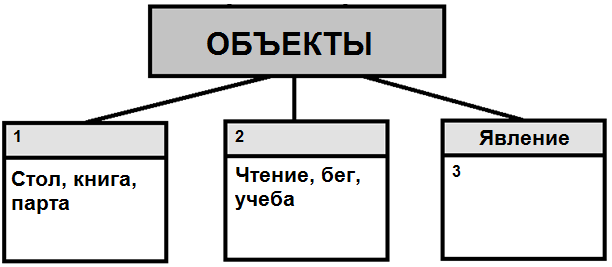 ОБЪЕКТЫ
1
Стол, книга,
парта
2
Чтение, бег,
учеба
Явление
3